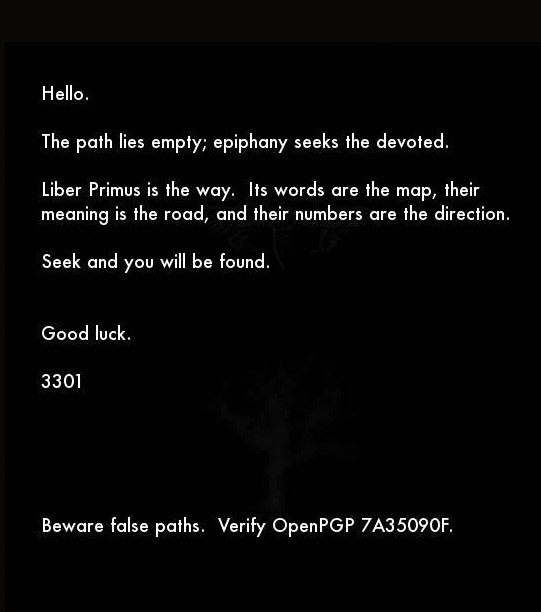 Hello.
The path lies empty; epiphany seeks the devoted.
Liber Primus is the way.  Its words are the map, their
meaning is the road, and their numbers are the direction.
Seek and you will be found.
Good luck.
3301
Beware false paths.  Verify OpenPGP 7A35090F.